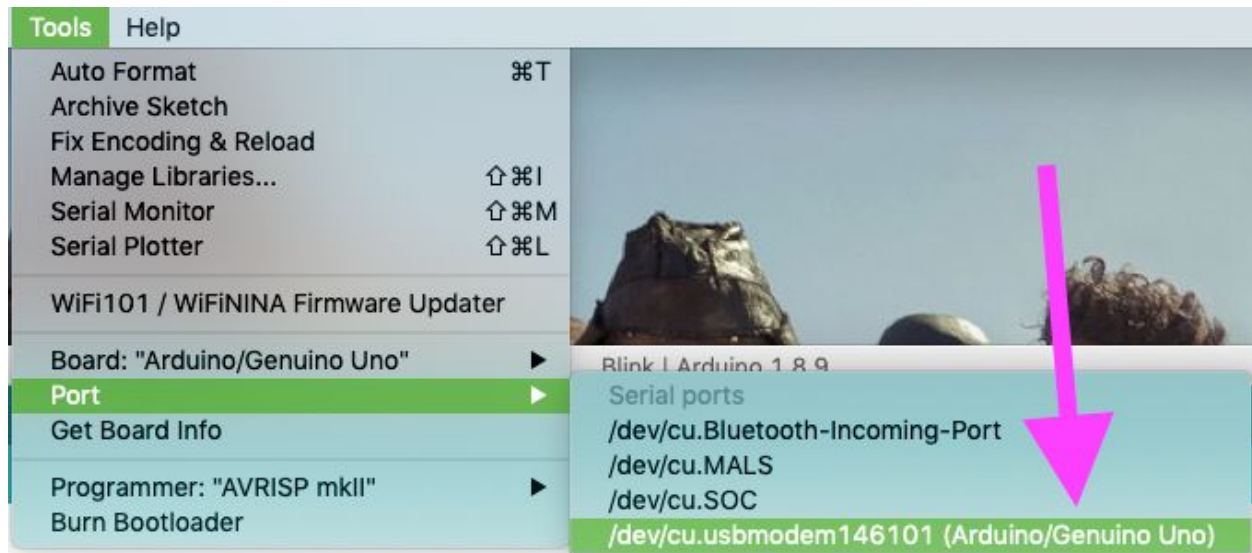 Tools Help
Auto Format ⌘T
Archive Sketch
Fix Encoding & Reload
Manage Libraries... ⇧⌘I
Serial Monitor ⇧⌘M
Serial Plotter ⇧⌘L
WiFi101 / WiFiNINA Firmware Updater
Board: "Arduino/Genuino Uno" ▶
Port ▶
Get Board Info
Programmer: "AVRISP mkII" ▶
Burn Bootloader
Blink | Arduino 1.8.9
Serial ports
/dev/cu.Bluetooth-Incoming-Port
/dev/cu.MALS
/dev/cu.SOC
/dev/cu.usbmodem146101 (Arduino/Genuino Uno)